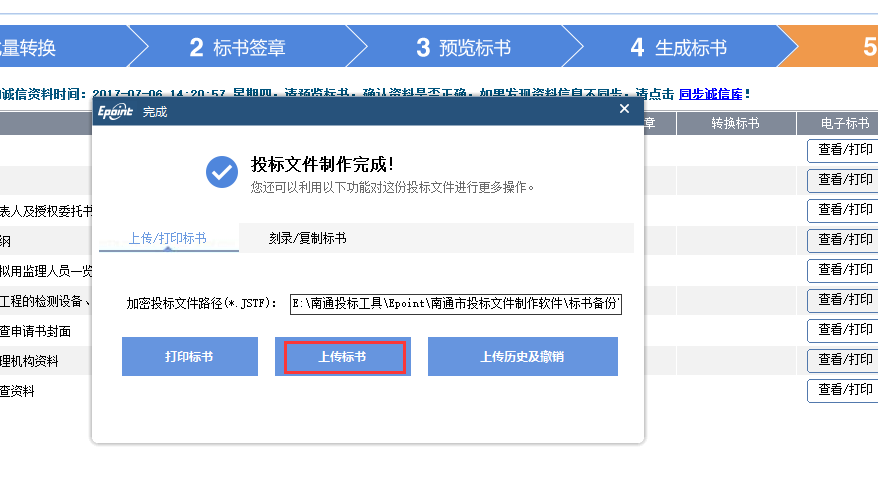 量转换
2 标书签章
3 预览标书
4 生成标书
5
诚信资料时间：2017-07-06 14:20:57 星期四，请预览标书，确认资料是否正确，如果发现资料信息不同步，请点击 同步诚信库！
章
转换标书
电子标书
Epoint 完成
投标文件制作完成！
您还可以利用以下功能对这份投标文件进行更多操作。
上传/打印标书
刻录/复制标书
加密投标文件路径(*.JSTF)：
E:\南通投标工具\Epoint\南通市投标文件制作软件\标书备份
打印标书
上传标书
上传历史及撤销
表人及授权委托书
纲
拟用监理人员一览
工程的检测设备、
查申请书封面
理机构资料
查资料
查看/打印
查看/打印
查看/打印
查看/打印
查看/打印
查看/打印
查看/打印
查看/打印
查看/打印